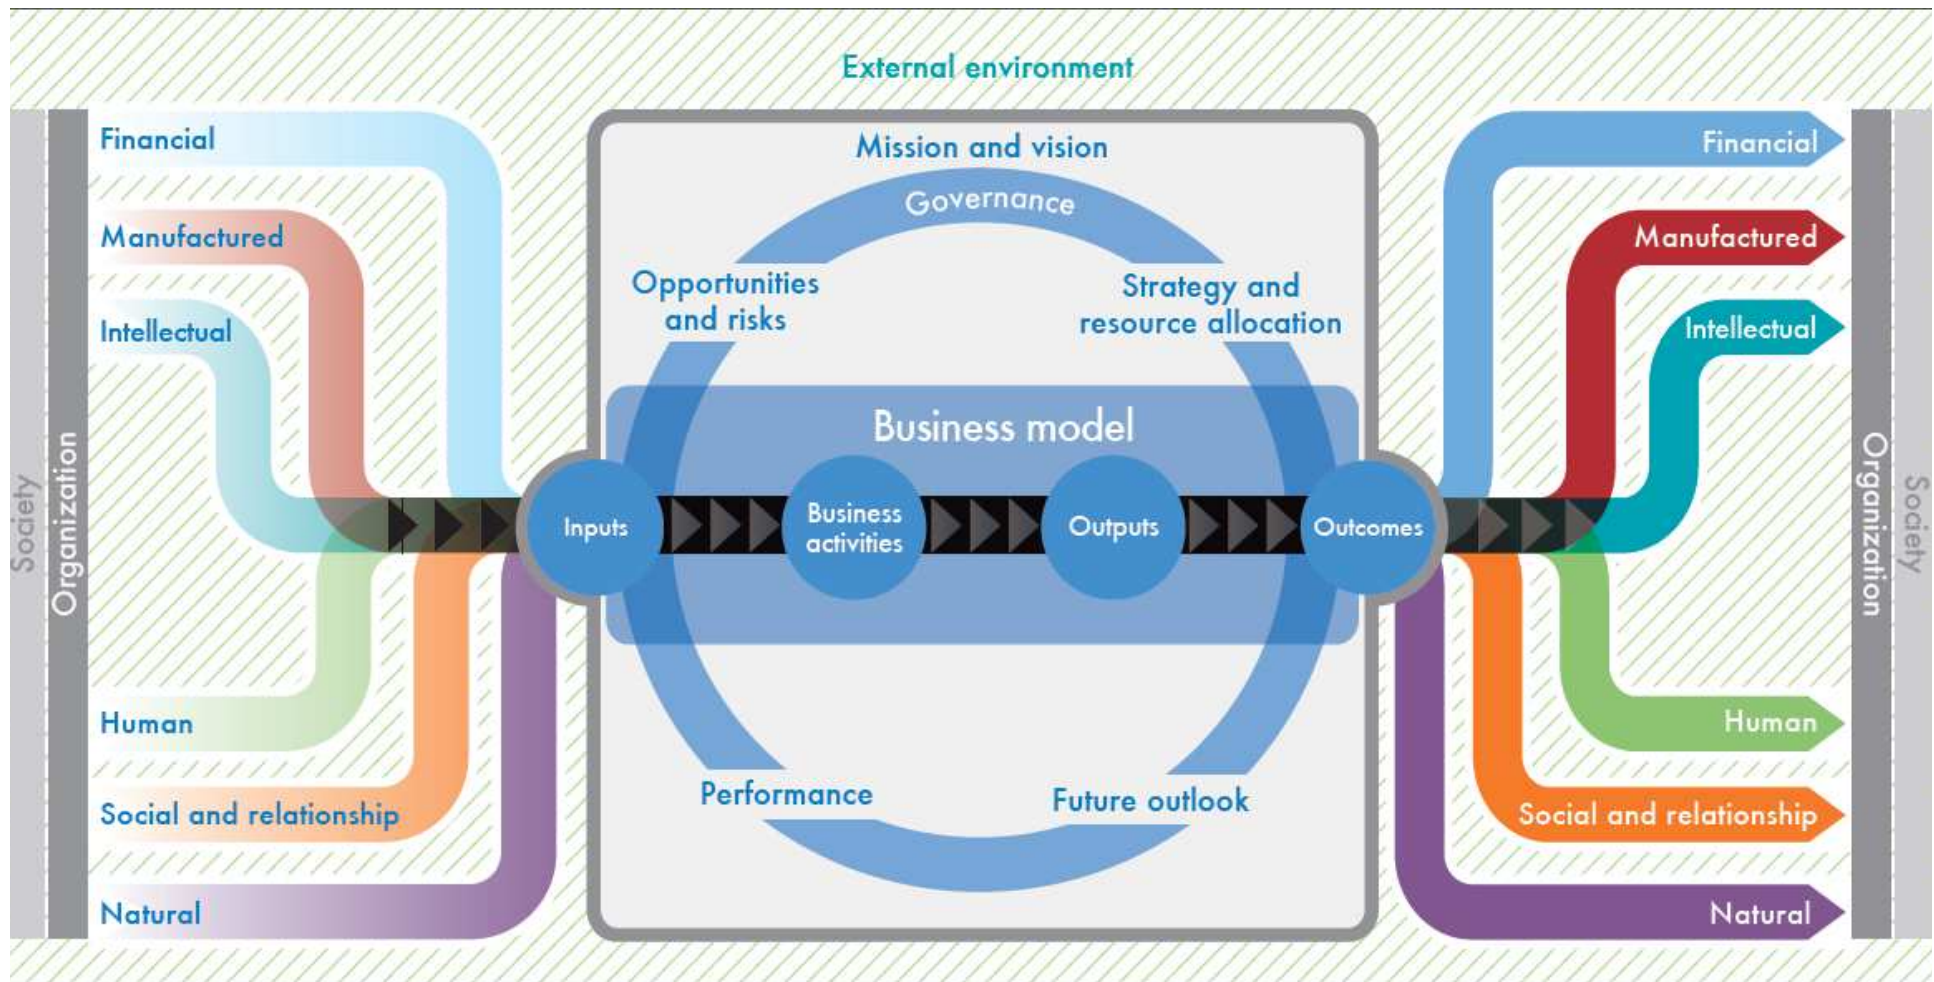 External environment
Society
Organization
Financial
Manufactured
Intellectual
Human
Social and relationship
Natural
Mission and vision
Governance
Opportunities
and risks
Strategy and
resource allocation
Business model
Inputs
Business
activities
Outputs
Outcomes
Performance
Future outlook
Financial
Manufactured
Intellectual
Human
Social and relationship
Natural
Organization
Society